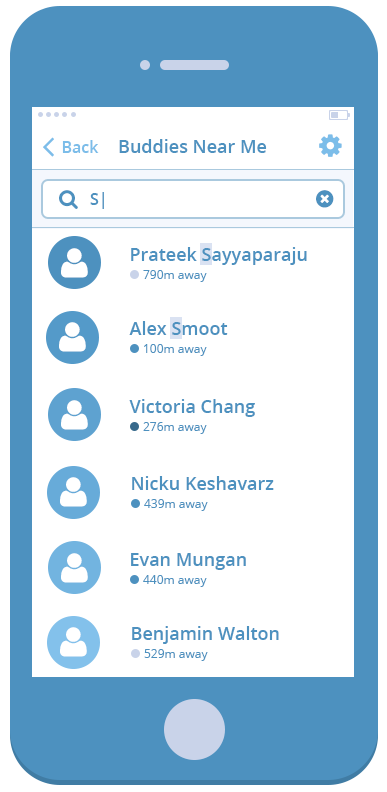 Back
Buddies Near Me
S
Prateek Sayyaparaju
790m away
Alex Smoot
100m away
Victoria Chang
276m away
Nicku Keshavarz
439m away
Evan Mungan
440m away
Benjamin Walton
529m away